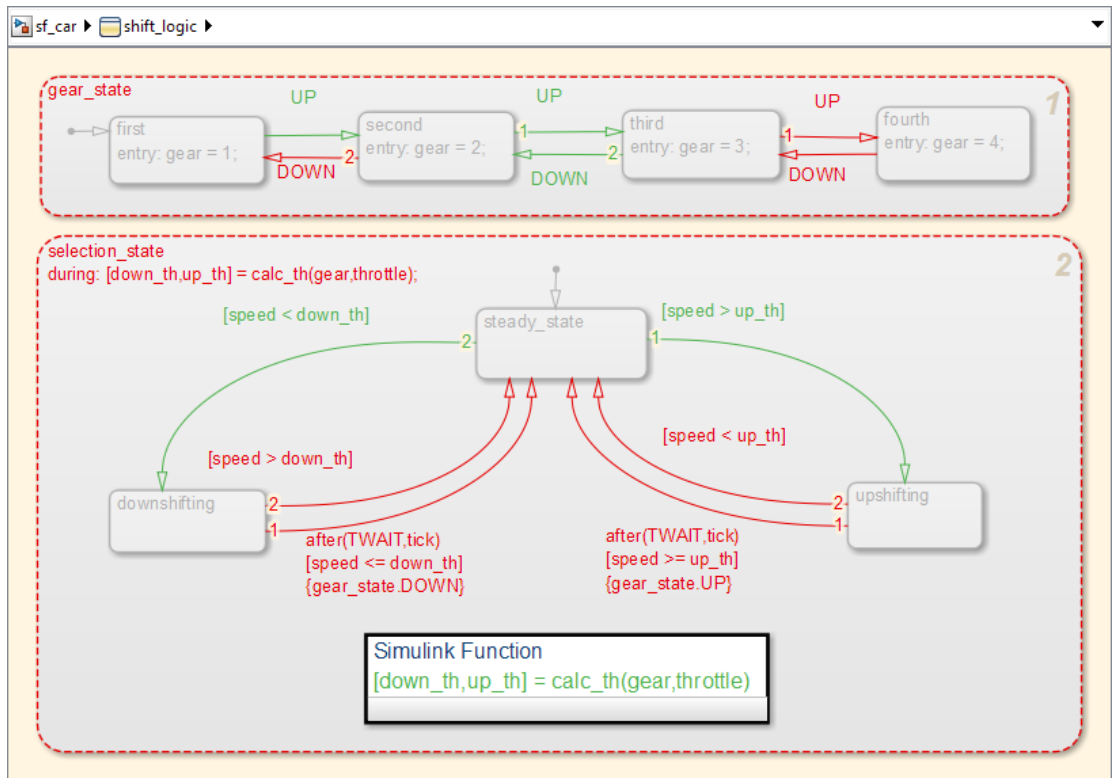 sf_car shift_logic
gear_state
1
UP
UP
UP
first
entry: gear = 1;
second
entry: gear = 2;
third
entry: gear = 3;
fourth
entry: gear = 4;
1
1
2
2
DOWN
DOWN
DOWN
selection_state
during: [down_th,up_th] = calc_th(gear,throttle);
2
[speed < down_th]
[speed > up_th]
steady_state
2
1
[speed > down_th]
[speed < up_th]
downshifting
2
1
upshifting
2
1
after(TWAIT,tick)
[speed <= down_th]
{gear_state.DOWN}
after(TWAIT,tick)
[speed >= up_th]
{gear_state.UP}
Simulink Function
[down_th,up_th] = calc_th(gear,throttle)